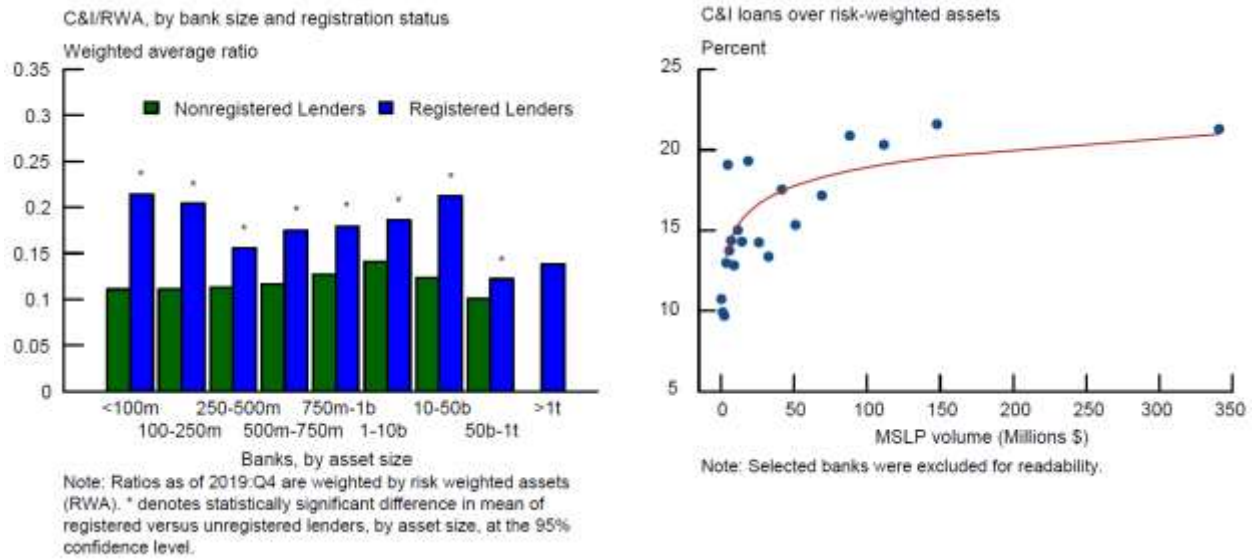 C&I/RWA, by bank size and registration status
Weighted average ratio
0.35
0.3
0.25
0.2
0.15
0.1
0.05
0
Nonregistered Lenders Registered Lenders
* * * * * * * *
<100m 250-500m 750m-1b 10-50b >1t
100-250m 500m-750m 1-10b 50b-1t
Banks, by asset size
Note: Ratios as of 2019:Q4 are weighted by risk weighted assets
(RWA). * denotes statistically significant difference in mean of
registered versus unregistered lenders, by asset size, at the 95%
confidence level.
C&I loans over risk-weighted assets
Percent
25
20
15
10
5
0 50 100 150 200 250 300 350
MSLP volume (Millions $)
Note: Selected banks were excluded for readability.